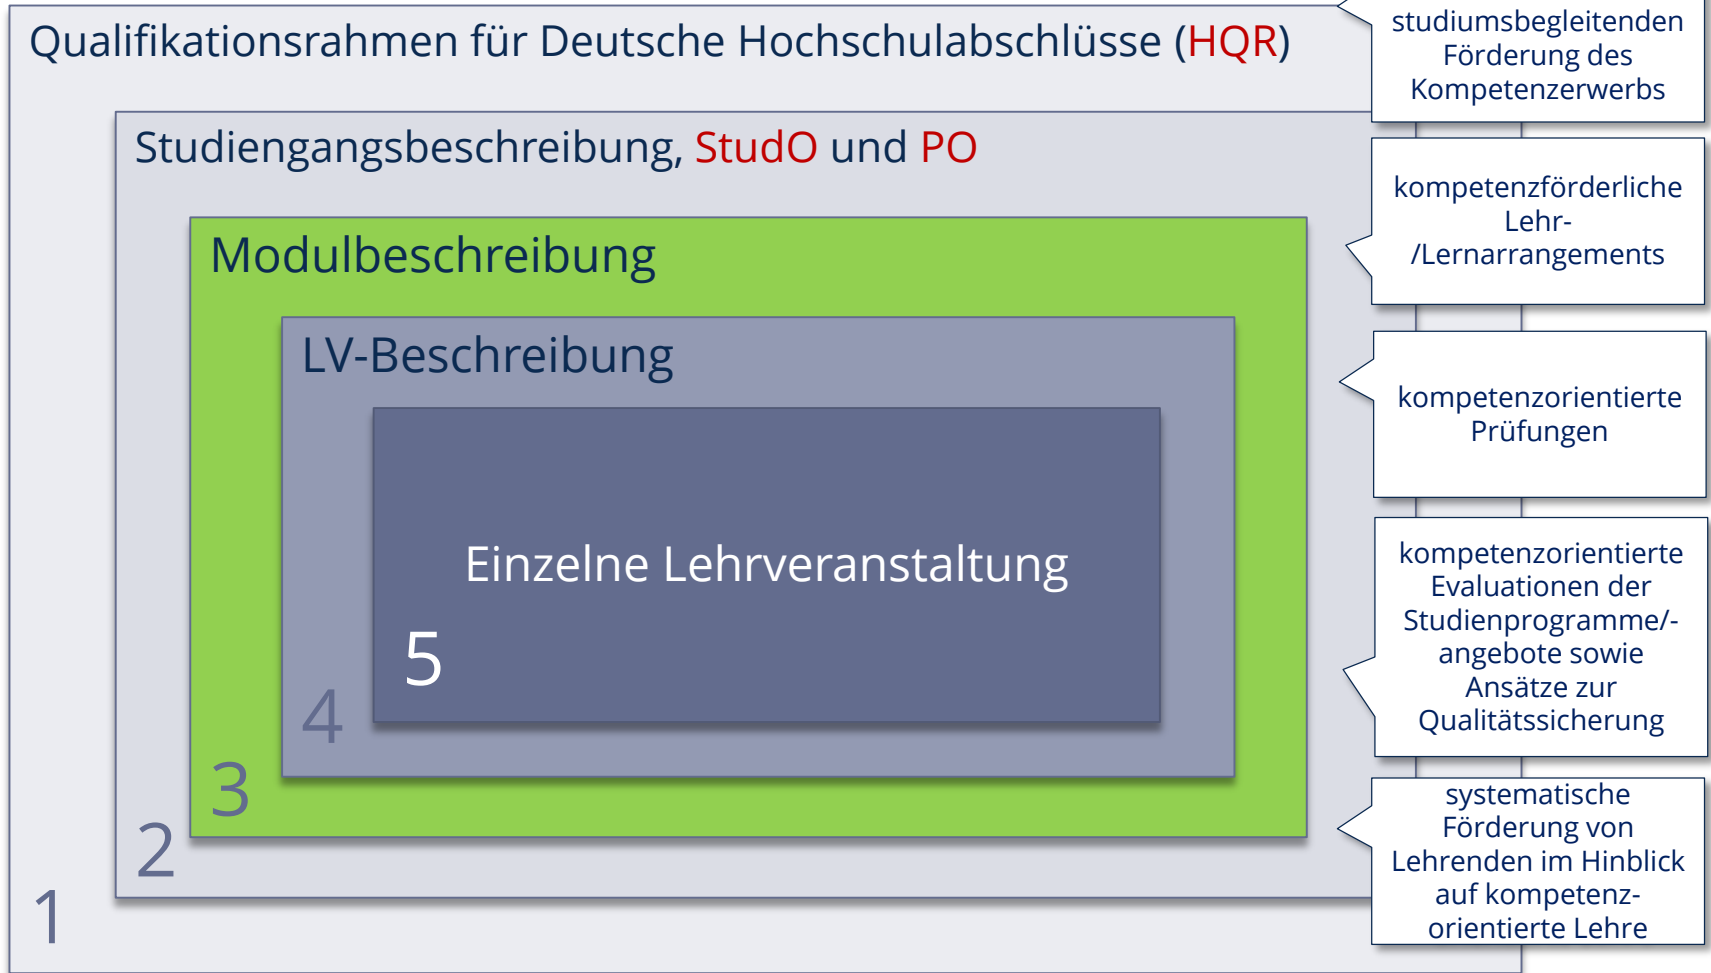 Qualifikationsrahmen für Deutsche Hochschulabschlüsse (HQR)
Studiengangsbeschreibung, StudO und PO
Modulbeschreibung
LV-Beschreibung
Einzelne Lehrveranstaltung
5
4
3
2
1
studiumsbegleitenden
Förderung des
Kompetenzerwerbs
kompetenzförderliche
Lehr-
/Lernarrangements
kompetenzorientierte
Prüfungen
kompetenzorientierte
Evaluationen der
Studienprogramme/-
angebote sowie
Ansätze zur
Qualitätssicherung
systematische
Förderung von
Lehrenden im Hinblick
auf kompetenz-
orientierte Lehre